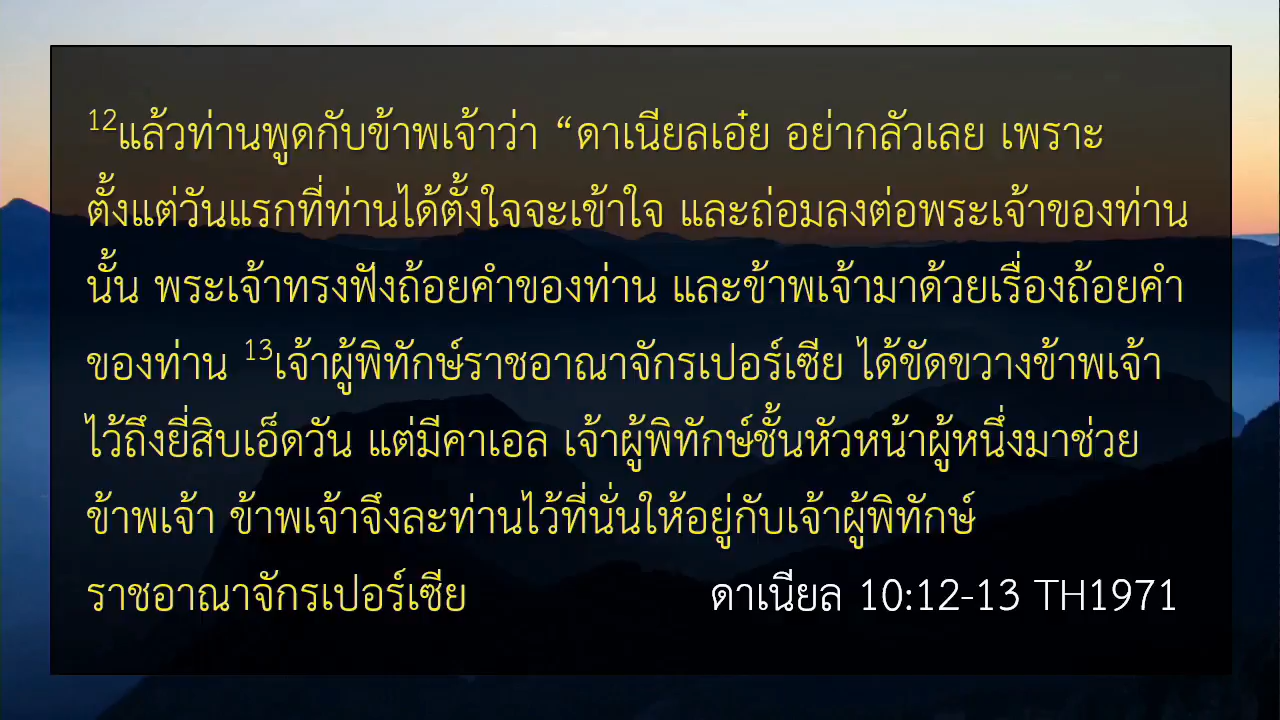 12แล้วท่านพูดกับข้าพเจ้าว่า “ดาเนียลเอ๋ย อย่ากลัวเลย เพราะ
ตั้งแต่วันแรกที่ท่านได้ตั้งใจจะเข้าใจ และถ่อมลงต่อพระเจ้าของท่าน
นั้น พระเจ้าทรงฟังถ้อยคำของท่าน และข้าพเจ้ามาด้วยเรื่องถ้อยคำ
ของท่าน 13เจ้าผู้พิทักษ์ราชอาณาจักรเปอร์เซีย ได้ขัดขวางข้าพเจ้า
ไว้ถึงยี่สิบเอ็ดวัน แต่มีคาเอล เจ้าผู้พิทักษ์ชั้นหัวหน้าผู้หนึ่งมาช่วย
ข้าพเจ้า ข้าพเจ้าจึงละท่านไว้ที่นั่นให้อยู่กับเจ้าผู้พิทักษ์
ราชอาณาจักรเปอร์เซีย ดาเนียล 10:12-13 TH1971